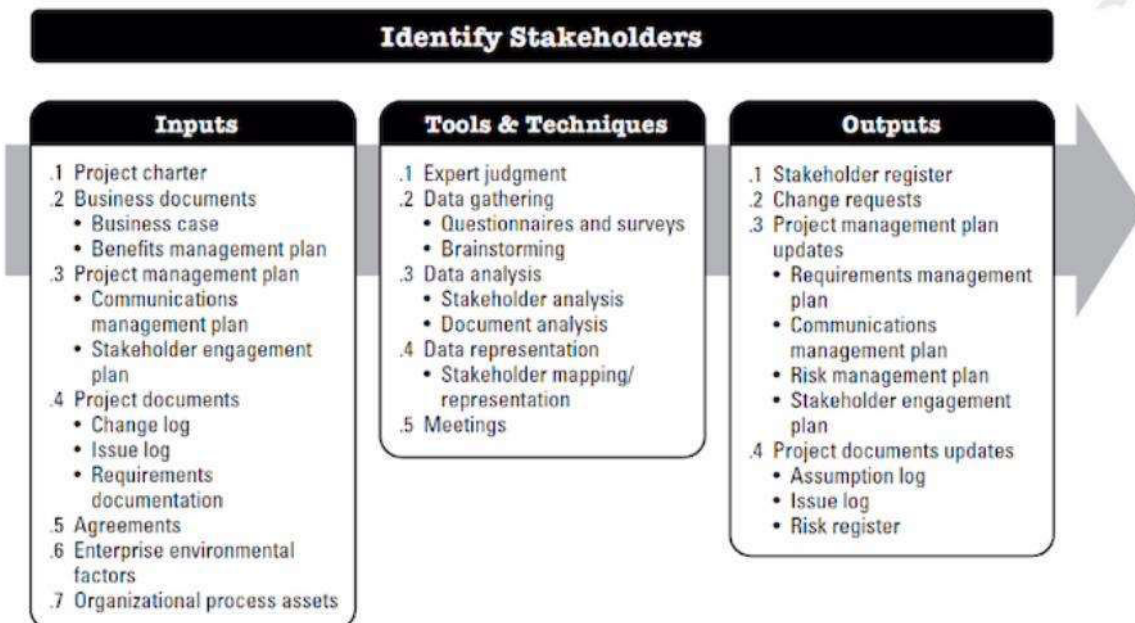 Identify Stakeholders
Inputs
.1 Project charter
.2 Business documents
• Business case
• Benefits management plan
.3 Project management plan
• Communications
management plan
• Stakeholder engagement
plan
.4 Project documents
• Change log
• Issue log
• Requirements
documentation
.5 Agreements
.6 Enterprise environmental
factors
.7 Organizational process assets
Tools & Techniques
.1 Expert judgment
.2 Data gathering
• Questionnaires and surveys
• Brainstorming
.3 Data analysis
• Stakeholder analysis
• Document analysis
.4 Data representation
• Stakeholder mapping/
representation
.5 Meetings
Outputs
.1 Stakeholder register
.2 Change requests
.3 Project management plan
updates
• Requirements management
plan
• Communications
management plan
• Risk management plan
• Stakeholder engagement
plan
.4 Project documents updates
• Assumption log
• Issue log
• Risk register